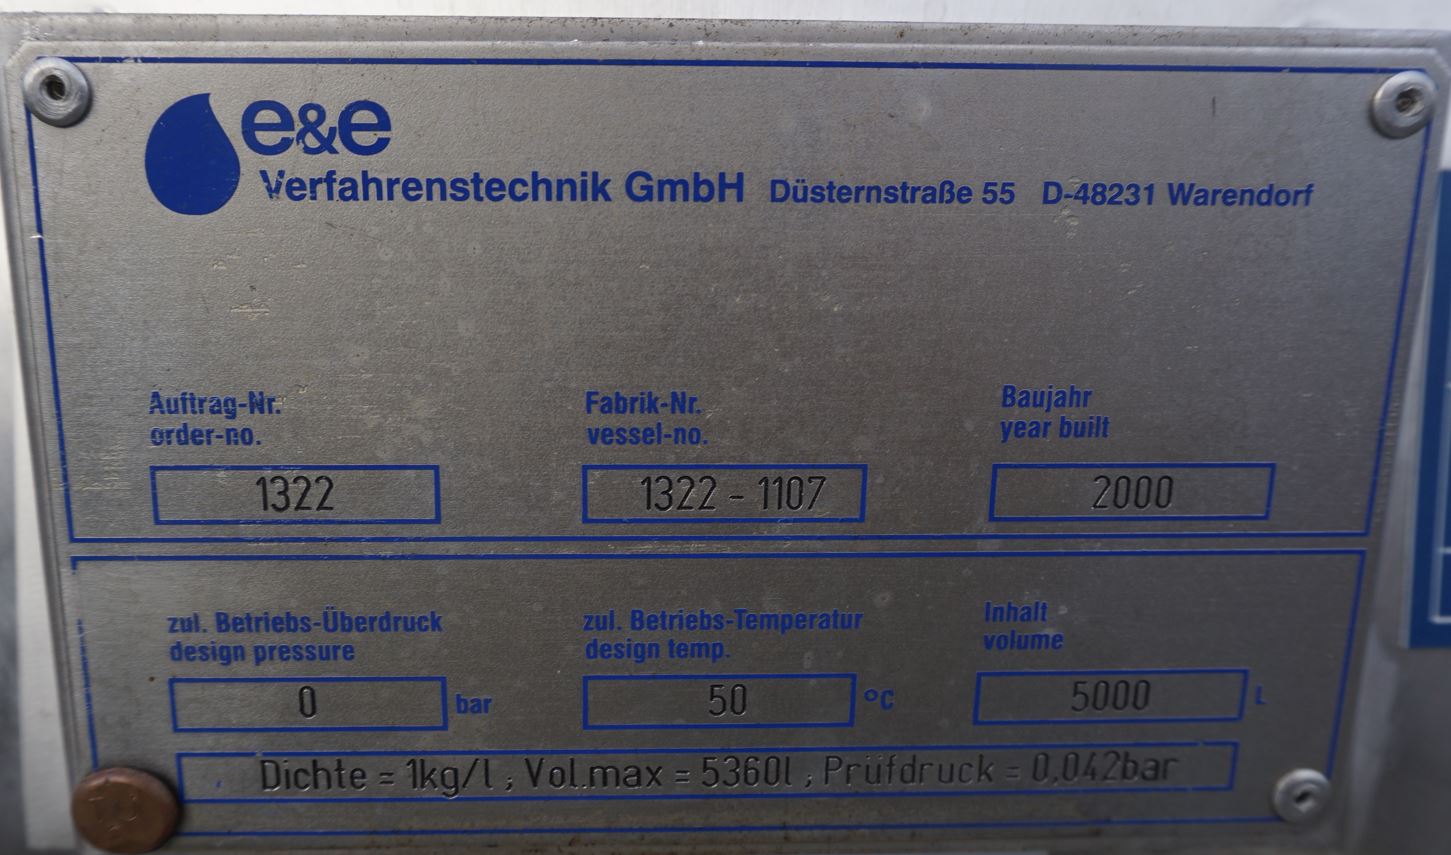 e&e
Verfahrenstechnik GmbH Düsternstraße 55 D-48231 Warendorf
Auftrag-Nr. Fabrik-Nr. Baujahr
order-no. vessel-no. year built
1322 1322 - 1107 2000
zul. Betriebs-Überdruck zul. Betriebs-Temperatur Inhalt
design pressure design temp. volume
0 bar 50 °C 5000 L
Dichte = 1kg/l ; Vol.max = 5360l ; Prüfdruck = 0,042bar